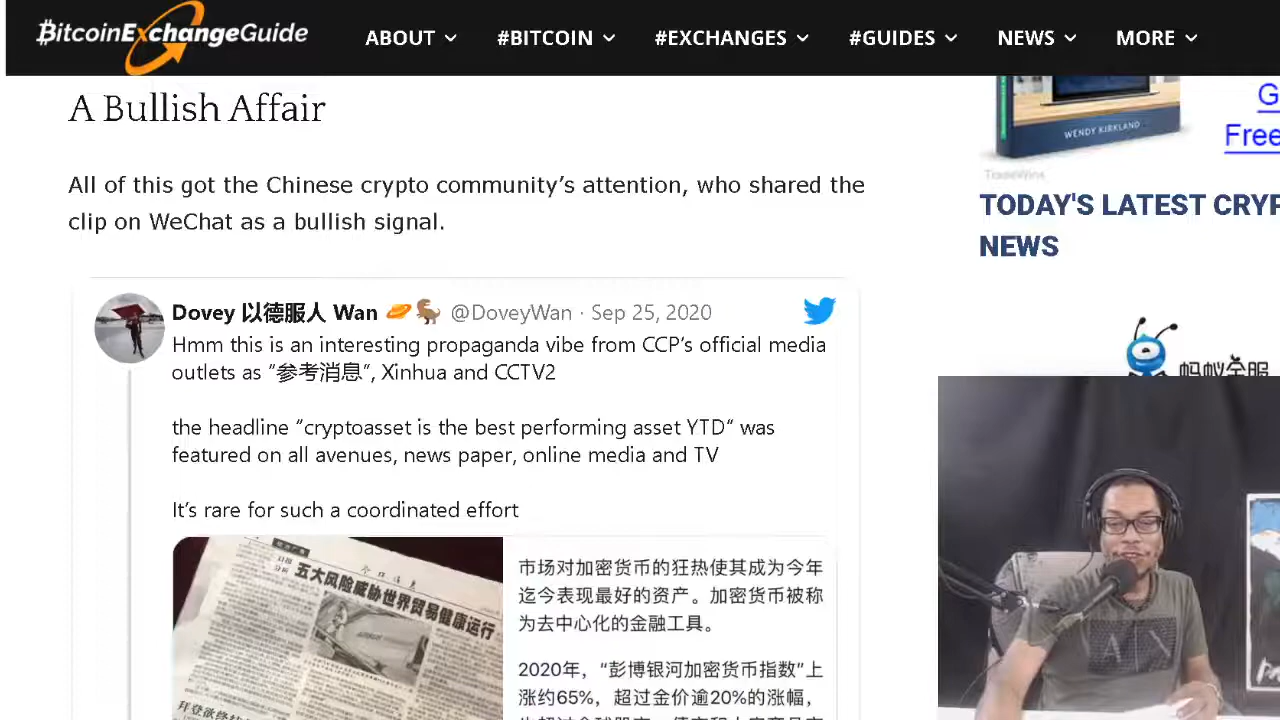 BitcoinExchangeGuide
ABOUT #BITCOIN #EXCHANGES #GUIDES NEWS MORE
A Bullish Affair
All of this got the Chinese crypto community’s attention, who shared the
clip on WeChat as a bullish signal.
Dovey 以德服人 Wan @DoveyWan · Sep 25, 2020
Hmm this is an interesting propaganda vibe from CCP’s official media
outlets as ”参考消息”, Xinhua and CCTV2
the headline “cryptoasset is the best performing asset YTD” was
featured on all avenues, news paper, online media and TV
It’s rare for such a coordinated effort
五大风险威胁世界贸易健康运行
市场对加密货币的狂热使其成为今年
迄今表现最好的资产。加密货币被称
为去中心化的金融工具。
2020年，“彭博银河加密货币指数”上
涨约65%，超过金价逾20%的涨幅，
WENDY KIRKLAND
TradeWins
G
Free
TODAY'S LATEST CRYP
NEWS
蚂蚁金服